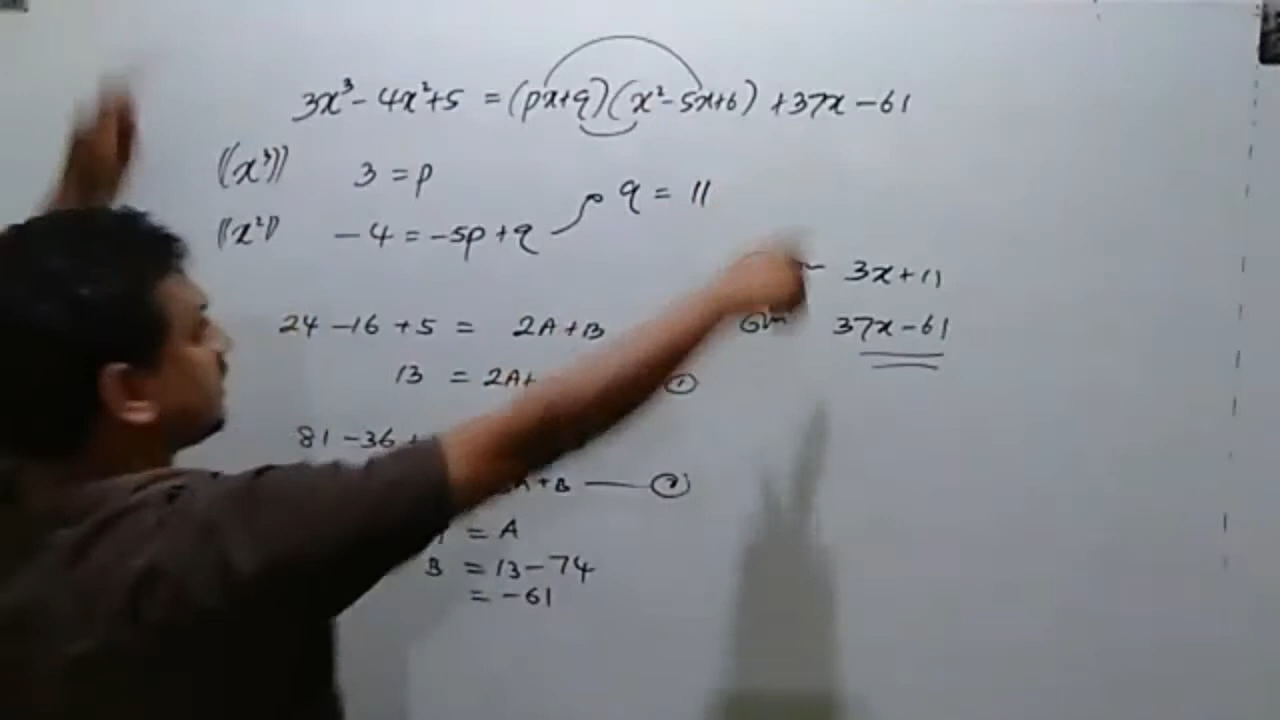 3x³ - 4x² + 5 = (px+q)(x² - 5x + 6) + 37x - 61
((x³)) 3 = p
q = 11
((x²)) -4 = -5p + q
3x + 11
24 - 16 + 5 = 2A + B
37x - 61
13 = 2A+ ①
81 - 36 +
A + B —— ②
= A
B = 13 - 74
= -61